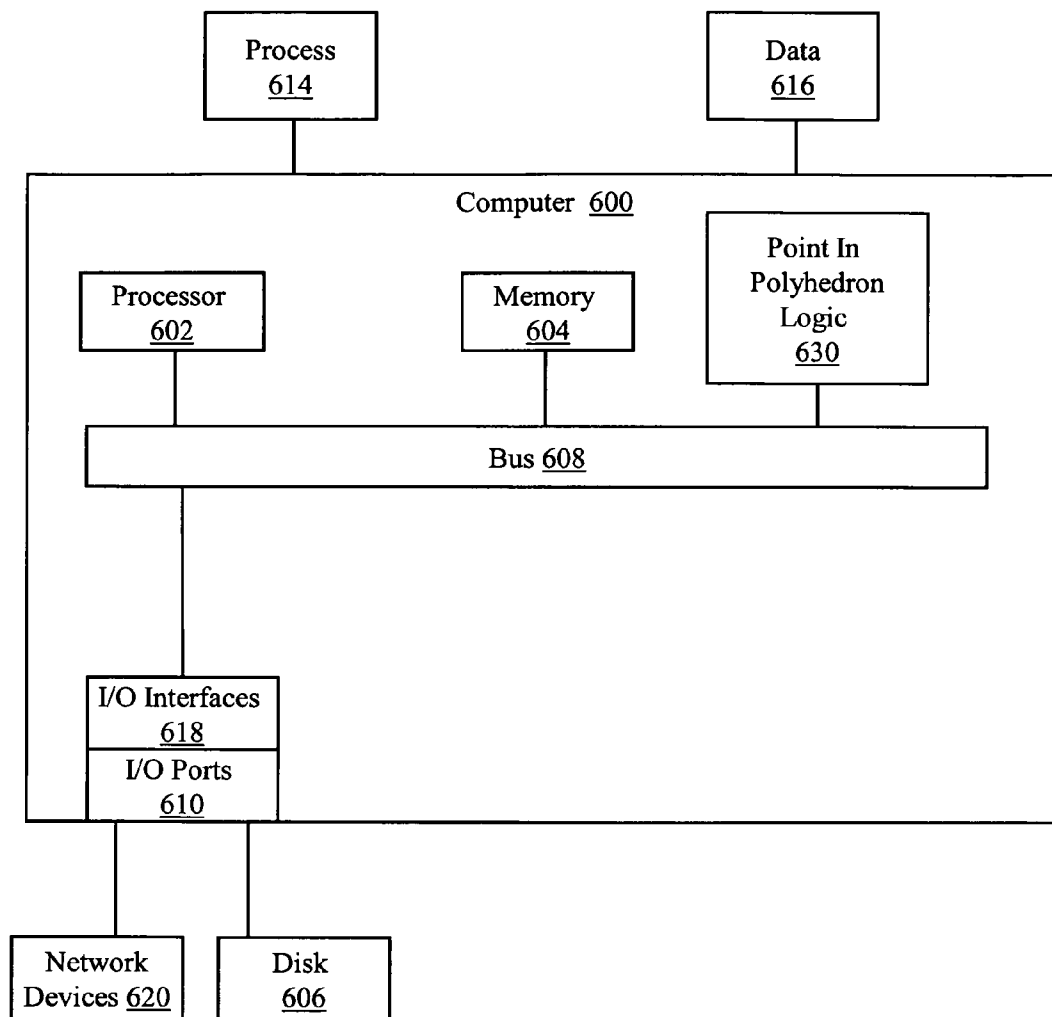 Process
614
Data
616
Computer 600
Processor
602
Memory
604
Point In
Polyhedron
Logic
630
Bus 608
I/O Interfaces
618
I/O Ports
610
Network
Devices 620
Disk
606